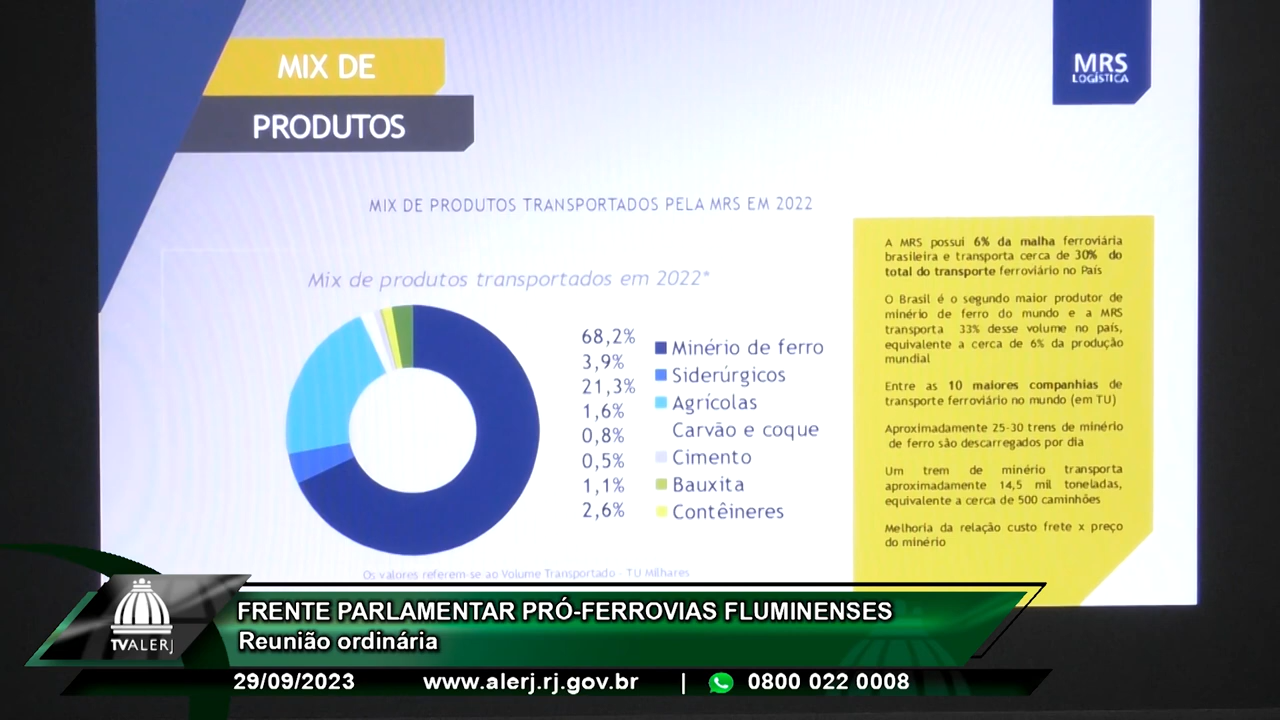 MIX DE
PRODUTOS
MRS
LOGÍSTICA
MIX DE PRODUTOS TRANSPORTADOS PELA MRS EM 2022
Mix de produtos transportados em 2022*
68,2%
3,9%
21,3%
1,6%
0,8%
0,5%
1,1%
2,6%
Minério de ferro
Siderúrgicos
Agrícolas
Carvão e coque
Cimento
Bauxita
Contêineres
Os valores referem-se ao Volume Transportado - TU Milhares
A MRS possui 6% da malha ferroviária
brasileira e transporta cerca de 30% do
total do transporte ferroviário no País
O Brasil é o segundo maior produtor de
minério de ferro do mundo e a MRS
transporta 33% desse volume no país,
equivalente a cerca de 6% da produção
mundial
Entre as 10 maiores companhias de
transporte ferroviário no mundo (em TU)
Aproximadamente 25-30 trens de minério
de ferro são descarregados por dia
Um trem de minério transporta
aproximadamente 14,5 mil toneladas,
equivalente a cerca de 500 caminhões
Melhoria da relação custo frete x preço
do minério
TVALERJ
FRENTE PARLAMENTAR PRÓ-FERROVIAS FLUMINENSES
Reunião ordinária
29/09/2023 www.alerj.rj.gov.br | 0800 022 0008